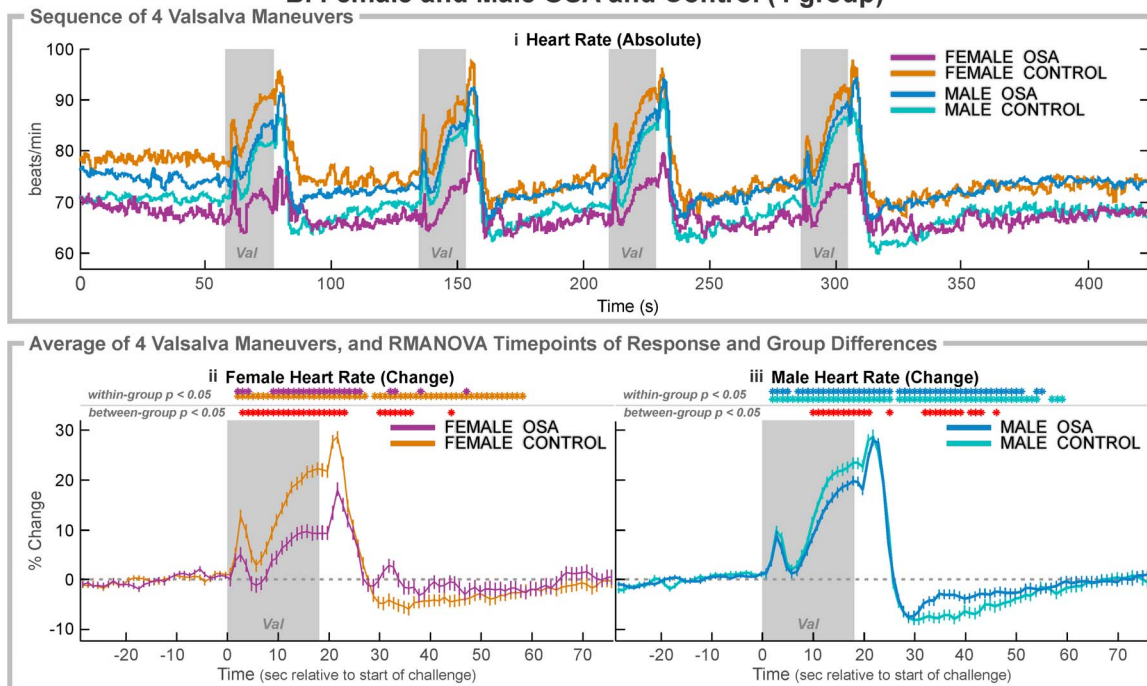 Sequence of 4 Valsalva Maneuvers
i Heart Rate (Absolute)
FEMALE OSA
FEMALE CONTROL
MALE OSA
MALE CONTROL
beats/min
100
90
80
70
60
Val
Val
Val
Val
0 50 100 150 200 250 300 350 400
Time (s)
Average of 4 Valsalva Maneuvers, and RMANOVA Timepoints of Response and Group Differences
ii Female Heart Rate (Change)
within-group p < 0.05
between-group p < 0.05
FEMALE OSA
FEMALE CONTROL
% Change
30
20
10
0
-10
Val
-20 -10 0 10 20 30 40 50 60 70
Time (sec relative to start of challenge)
iii Male Heart Rate (Change)
within-group p < 0.05
between-group p < 0.05
MALE OSA
MALE CONTROL
Val
-20 -10 0 10 20 30 40 50 60 70
Time (sec relative to start of challenge)